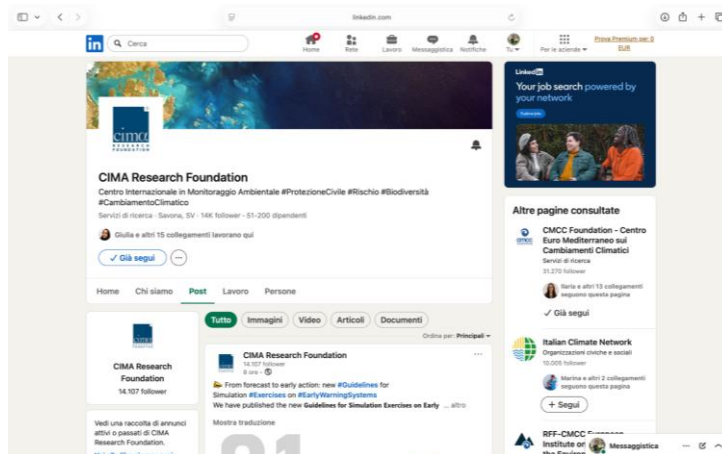 linkedin.com
in
Cerca
Home
Rete
Lavoro
Messaggistica
Notifiche
Tu
Per le aziende
Prova Premium per 0
EUR
cima
RESEARCH
FOUNDATION
CIMA Research Foundation
Centro Internazionale in Monitoraggio Ambientale #ProtezioneCivile #Rischio #Biodiversità
#CambiamentoClimatico
Servizi di ricerca · Savona, SV · 14K follower · 51-200 dipendenti
Giulia e altri 15 collegamenti lavorano qui
Già segui
Home Chi siamo Post Lavoro Persone
CIMA Research
Foundation
14.107 follower
Vedi una raccolta di annunci
attivi o passati di CIMA
Research Foundation.
Tutto Immagini Video Articoli Documenti
Ordina per: Principali
CIMA Research Foundation
14.107 follower
8 ore
From forecast to early action: new #Guidelines for
Simulation #Exercises on #EarlyWarningSystems
We have published the new Guidelines for Simulation Exercises on Early ... altro
Mostra traduzione
LinkedIn
Your job search powered by
your network
Altre pagine consultate
cmcc
CMCC Foundation - Centro
Euro Mediterraneo sui
Cambiamenti Climatici
Servizi di ricerca
31.270 follower
Ilaria e altri 13 collegamenti
seguono questa pagina
Già segui
Italian Climate Network
Organizzazioni civiche e sociali
10.005 follower
Marina e altri 2 collegamenti
seguono questa pagina
+ Segui
RFF-CMCC European
Institute on
the Environ
Messaggistica